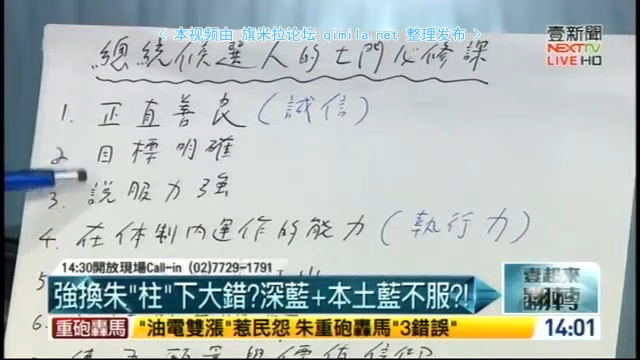 < 本视频由 旗米拉论坛 qimila.net 整理发布 >
壹新聞
NEXTTV
LIVE HD
總統候選人的七門必修課
1. 正直善良(誠信)
2. 目標明確
3. 說服力強
4. 在体制內運作的能力(執行力)
5
6.
14:30開放現場Call-in (02)7729-1791
強換朱"柱"下大錯?深藍+本土藍不服?!
壹起來
翻轉
重砲轟馬
"油電雙漲"惹民怨 朱重砲轟馬"3錯誤"
14:01